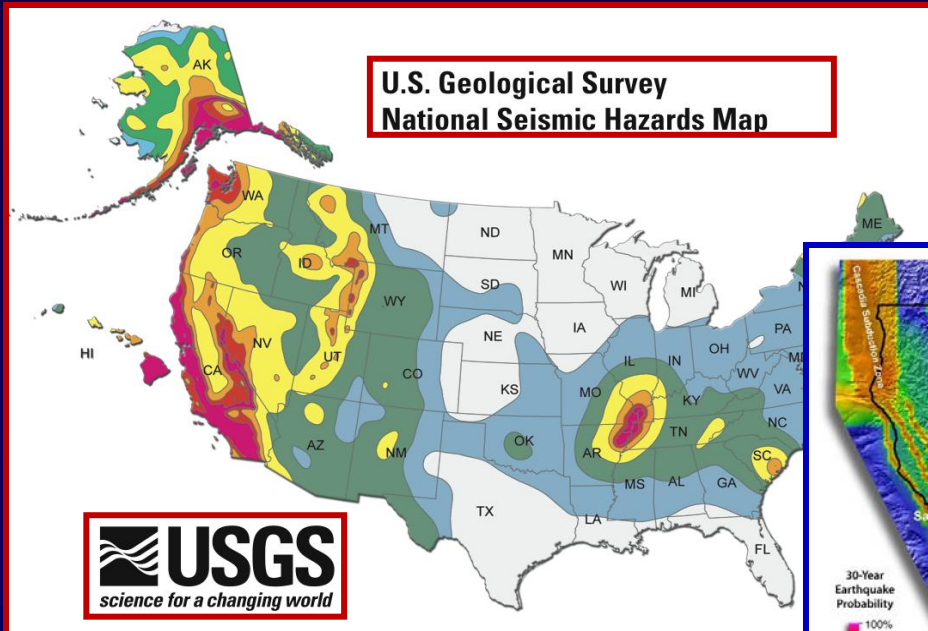 U.S. Geological Survey
National Seismic Hazards Map
AK
WA
MT
ND
MN
ME
OR
ID
SD
WI
MI
WY
HI
NV
UT
NE
IA
PA
CA
CO
KS
IL
IN
OH
WV
MO
KY
VA
AZ
NM
OK
AR
TN
NC
SC
MS
AL
GA
TX
LA
FL
USGS
science for a changing world
Cascadia Subduction Zone
30-Year
Earthquake
Probability
100%